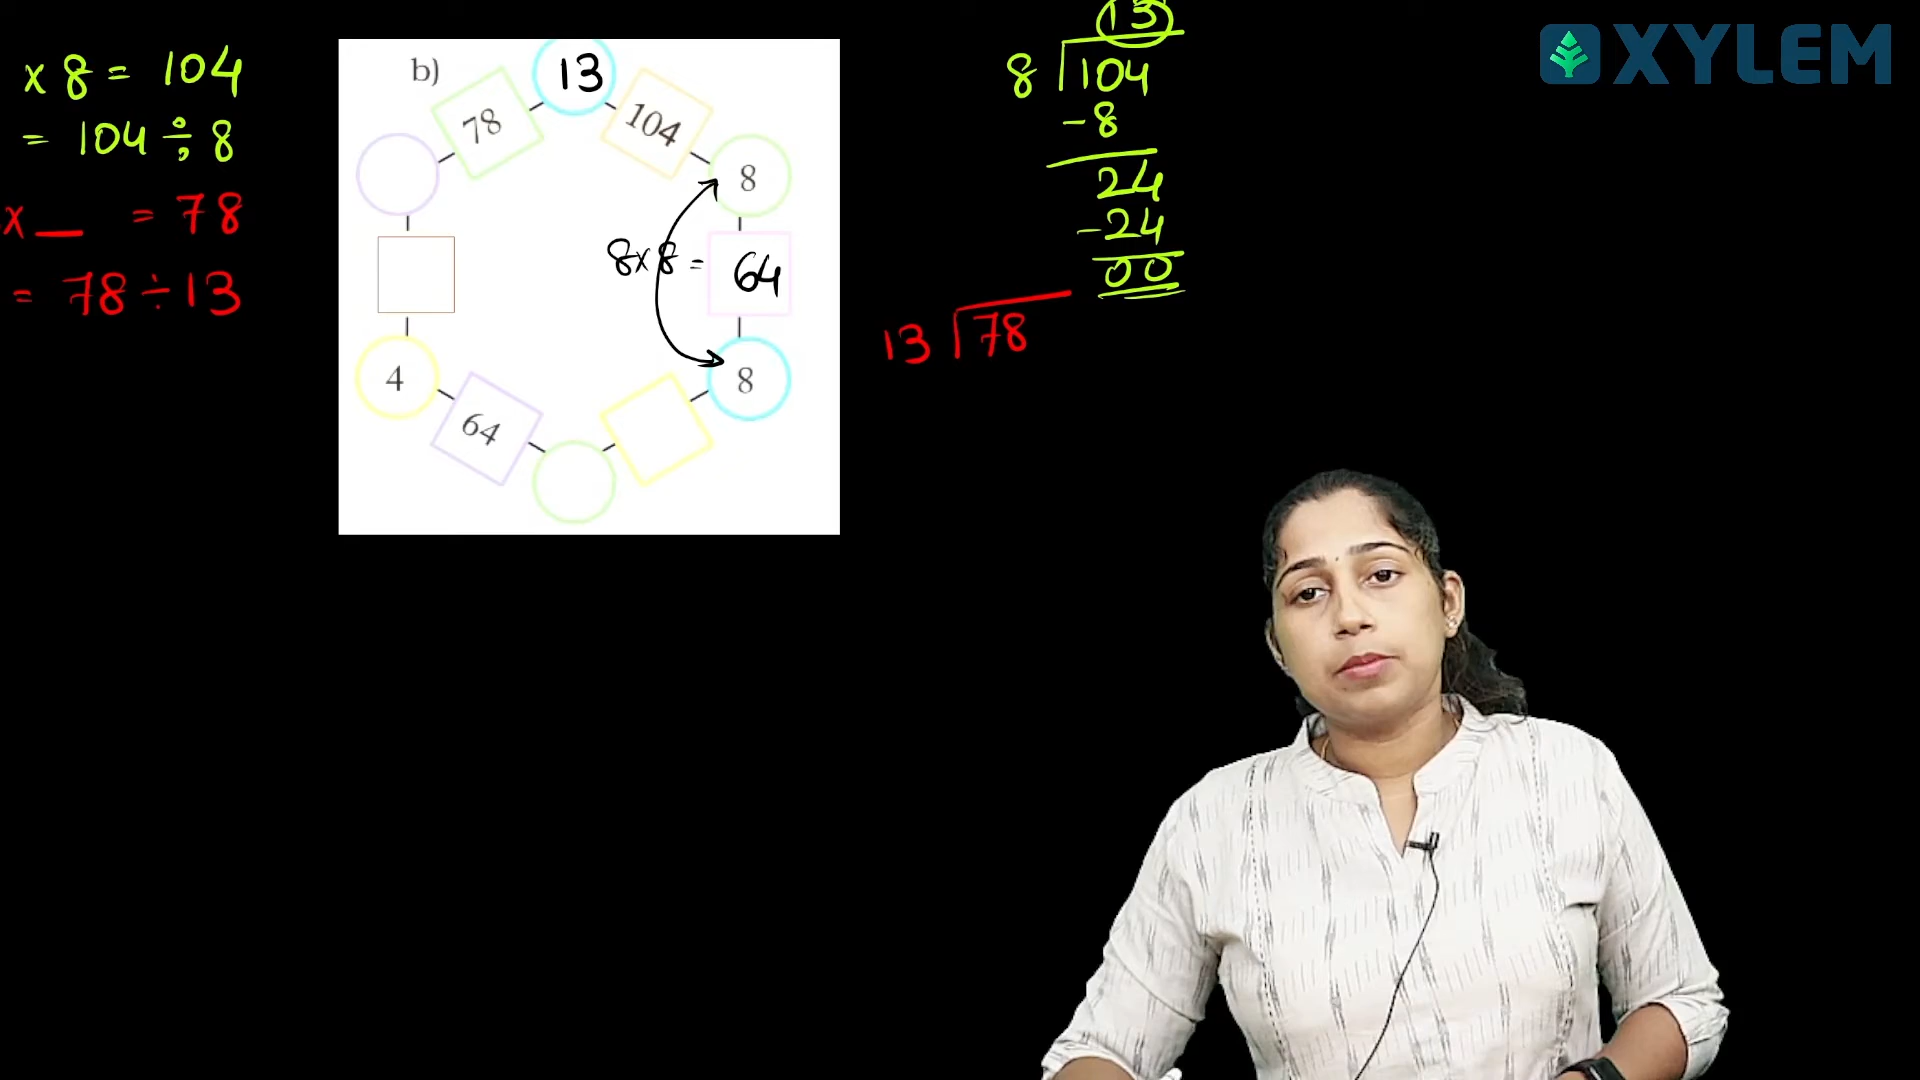 x 8 = 104
= 104 ÷ 8
x _ = 78
= 78 ÷ 13
b)
13
78
104
8
8x8 = 64
8
4
64
13
8 104
-8
24
-24
00
13 78
XYLEM